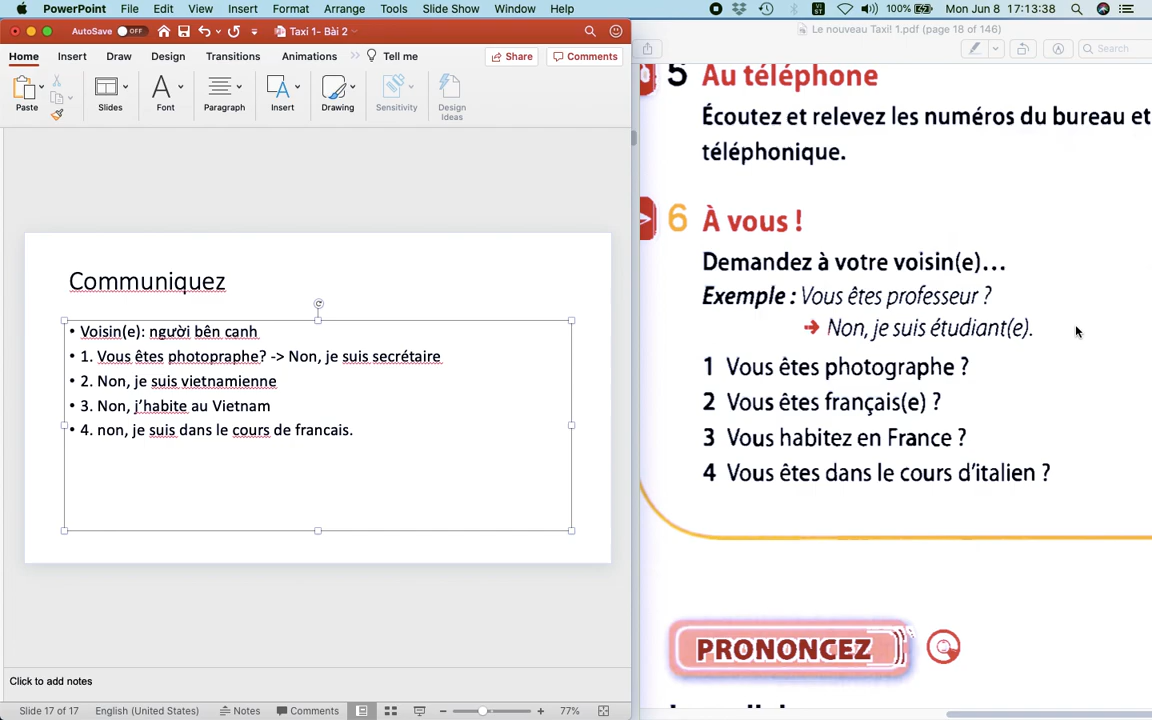 PowerPoint File Edit View Insert Format Arrange Tools Slide Show Window Help
VI ST 100% Mon Jun 8 17:13:38
AutoSave OFF Taxi 1- Bài 2
Home Insert Draw Design Transitions Animations Tell me Share Comments
Paste Slides Font Paragraph Insert Drawing Sensitivity Design Ideas
Communiquez
• Voisin(e): người bên canh
• 1. Vous êtes photopraphe? -> Non, je suis secrétaire
• 2. Non, je suis vietnamienne
• 3. Non, j’habite au Vietnam
• 4. non, je suis dans le cours de francais.
Click to add notes
Slide 17 of 17 English (United States) Notes Comments 77%
Le nouveau Taxi! 1.pdf (page 18 of 146)
Search
5 Au téléphone
Écoutez et relevez les numéros du bureau et
téléphonique.
6 À vous !
Demandez à votre voisin(e)...
Exemple : Vous êtes professeur ?
➔ Non, je suis étudiant(e).
1 Vous êtes photographe ?
2 Vous êtes français(e) ?
3 Vous habitez en France ?
4 Vous êtes dans le cours d’italien ?
PRONONCEZ